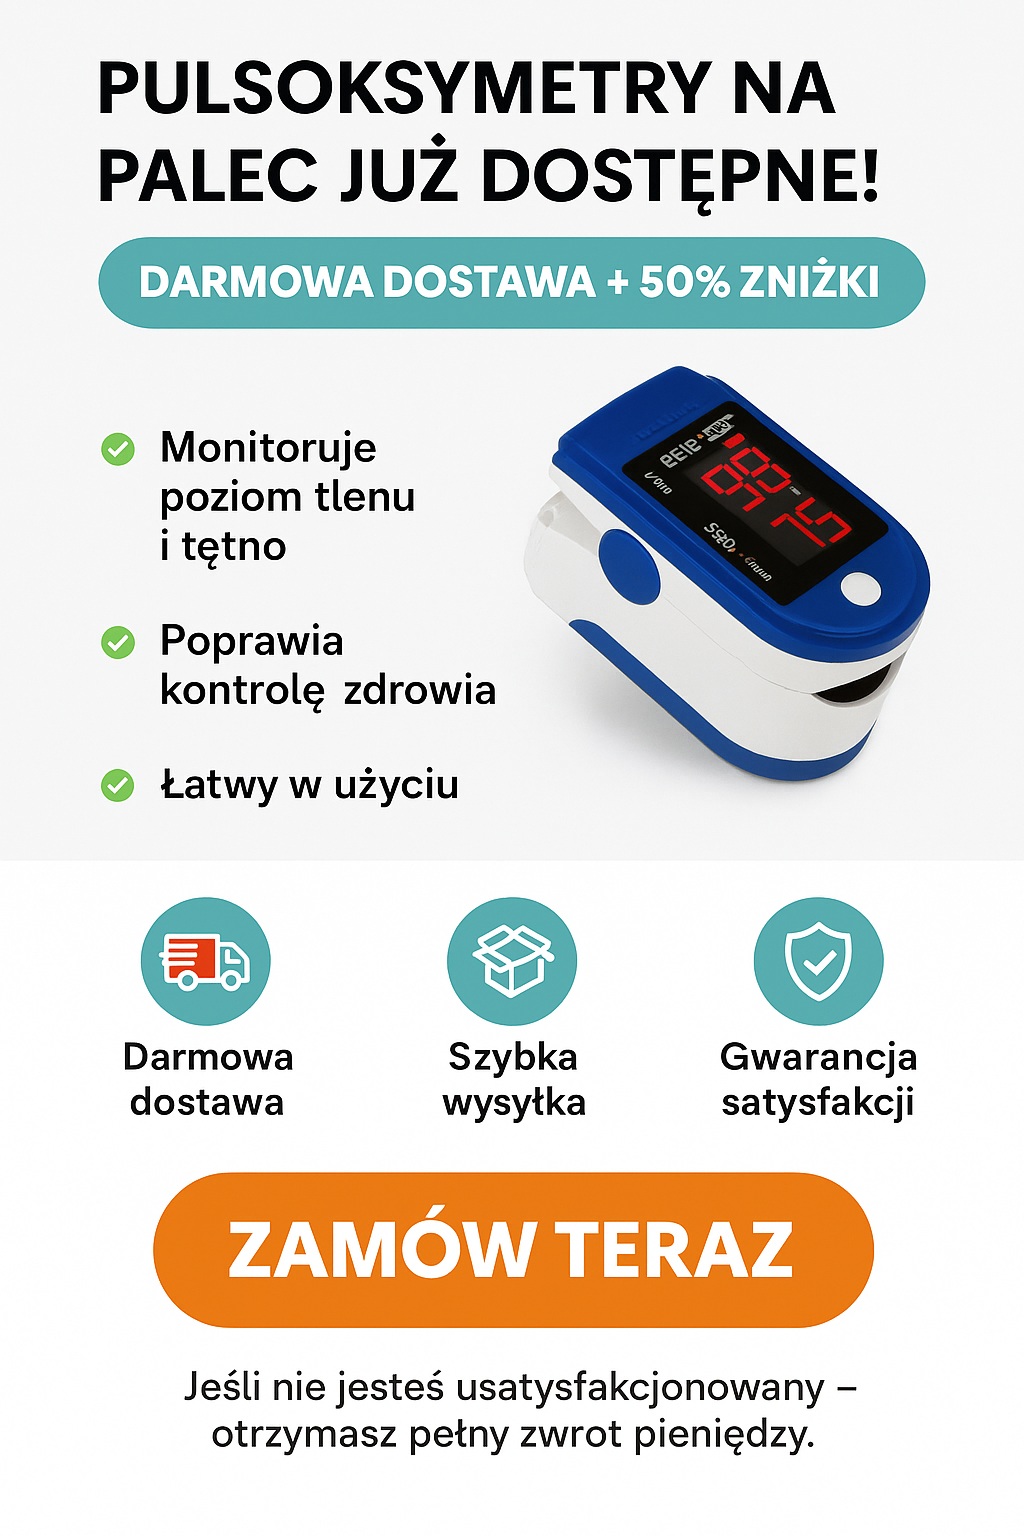 PULSOKSYMETRY NA
PALEC JUŻ DOSTĘPNE!
DARMOWA DOSTAWA + 50% ZNIŻKI
Monitoruje
poziom tlenu
i tętno
Poprawia
kontrolę zdrowia
Łatwy w użyciu
Darmowa
dostawa
Szybka
wysyłka
Gwarancja
satysfakcji
ZAMÓW TERAZ
Jeśli nie jesteś usatysfakcjonowany –
otrzymasz pełny zwrot pieniędzy.